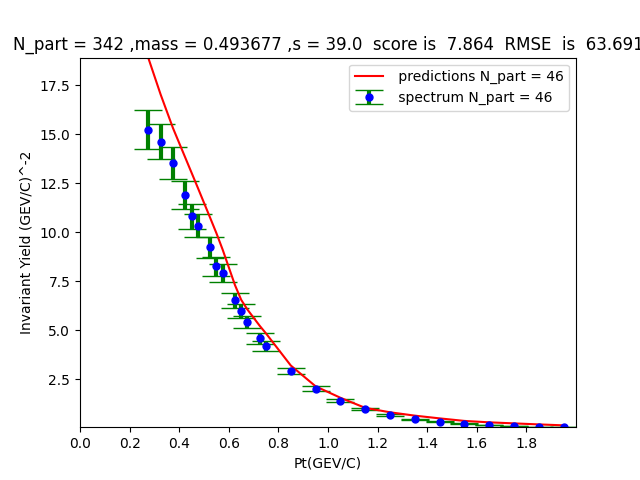 N_part = 342 ,mass = 0.493677 ,s = 39.0 score is 7.864 RMSE is 63.691
predictions N_part = 46
spectrum N_part = 46
Invariant Yield (GEV/C)^-2
17.5
15.0
12.5
10.0
7.5
5.0
2.5
0.0 0.2 0.4 0.6 0.8 1.0 1.2 1.4 1.6 1.8
Pt(GEV/C)